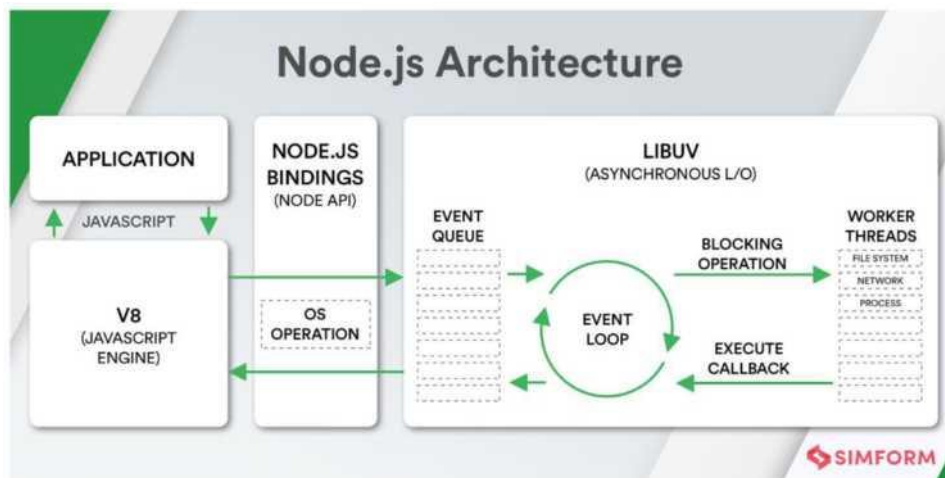 Node.js Architecture
APPLICATION
JAVASCRIPT
V8
(JAVASCRIPT
ENGINE)
NODE.JS
BINDINGS
(NODE API)
OS
OPERATION
LIBUV
(ASYNCHRONOUS L/O)
EVENT
QUEUE
EVENT
LOOP
BLOCKING
OPERATION
EXECUTE
CALLBACK
WORKER
THREADS
FILE SYSTEM
NETWORK
PROCESS
SIMFORM